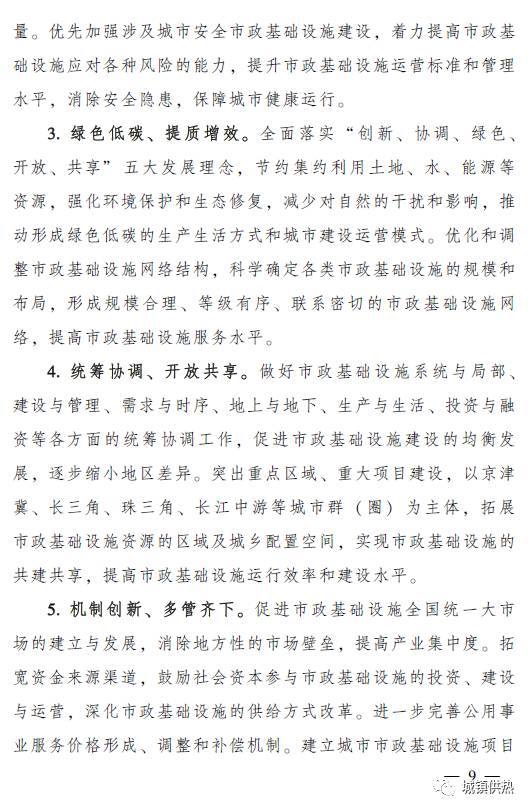 量。优先加强涉及城市安全市政基础设施建设，着力提高市政基
础设施应对各种风险的能力，提升市政基础设施运营标准和管理
水平，消除安全隐患，保障城市健康运行。
3. 绿色低碳、提质增效。全面落实“创新、协调、绿色、
开放、共享”五大发展理念，节约集约利用土地、水、能源等
资源，强化环境保护和生态修复，减少对自然的干扰和影响，推
动形成绿色低碳的生产生活方式和城市建设运营模式。优化和调
整市政基础设施网络结构，科学确定各类市政基础设施的规模和
布局，形成规模合理、等级有序、联系密切的市政基础设施网
络，提高市政基础设施服务水平。
4. 统筹协调、开放共享。做好市政基础设施系统与局部、
建设与管理、需求与时序、地上与地下、生产与生活、投资与融
资等各方面的统筹协调工作，促进市政基础设施建设的均衡发
展，逐步缩小地区差异。突出重点区域、重大项目建设，以京津
冀、长三角、珠三角、长江中游等城市群（圈）为主体，拓展
市政基础设施资源的区域及城乡配置空间，实现市政基础设施的
共建共享，提高市政基础设施运行效率和建设水平。
5. 机制创新、多管齐下。促进市政基础设施全国统一大市
场的建立与发展，消除地方性的市场壁垒，提高产业集中度。拓
宽资金来源渠道，鼓励社会资本参与市政基础设施的投资、建设
与运营，深化市政基础设施的供给方式改革。进一步完善公用事
业服务价格形成、调整和补偿机制。建立城市市政基础设施项目
— 9 —
城镇供热